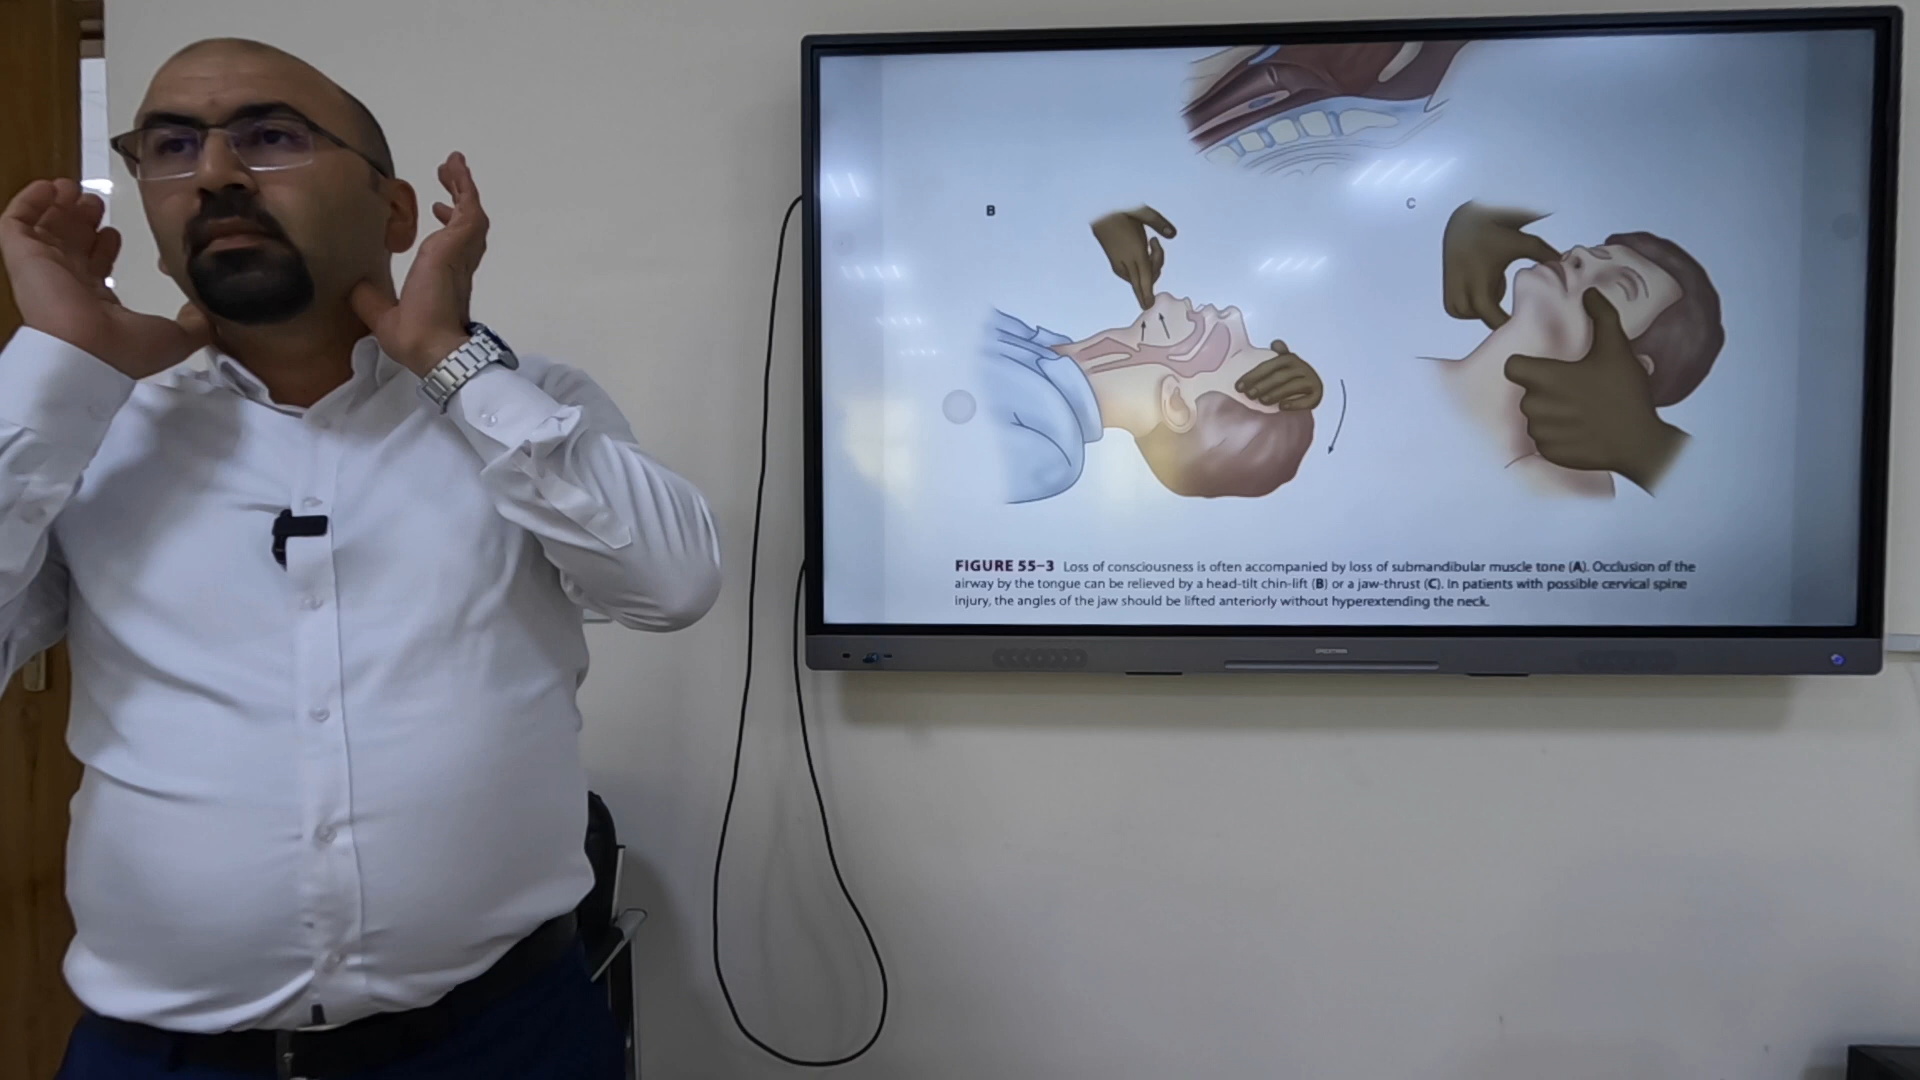 B
C
FIGURE 55–3 Loss of consciousness is often accompanied by loss of submandibular muscle tone (A). Occlusion of the
airway by the tongue can be relieved by a head-tilt chin-lift (B) or a jaw-thrust (C). In patients with possible cervical spine
injury, the angles of the jaw should be lifted anteriorly without hyperextending the neck.